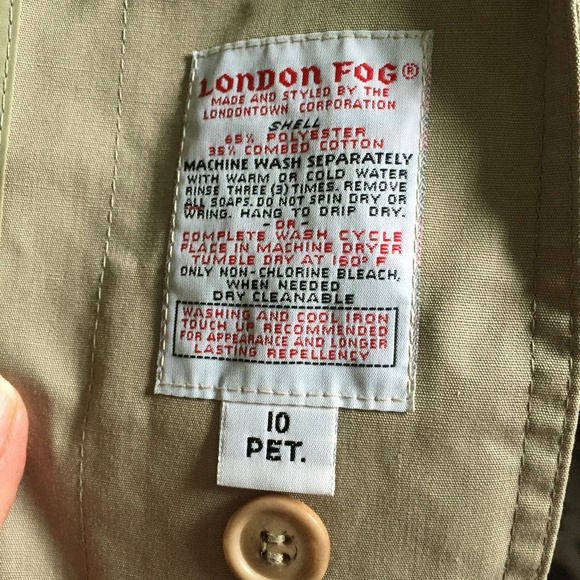 LONDON FOG®
MADE AND STYLED BY THE
LONDONTOWN CORPORATION
SHELL
65% POLYESTER
35% COMBED COTTON
MACHINE WASH SEPARATELY
WITH WARM OR COLD WATER
RINSE THREE (3) TIMES. REMOVE
ALL SOAPS. DO NOT SPIN DRY OR
WRING. HANG TO DRIP DRY.
- OR -
COMPLETE WASH CYCLE
PLACE IN MACHINE DRYER
TUMBLE DRY AT 160° F
ONLY NON-CHLORINE BLEACH,
WHEN NEEDED
DRY CLEANABLE
WASHING AND COOL IRON
TOUCH UP RECOMMENDED
FOR APPEARANCE AND LONGER
LASTING REPELLENCY
10
PET.